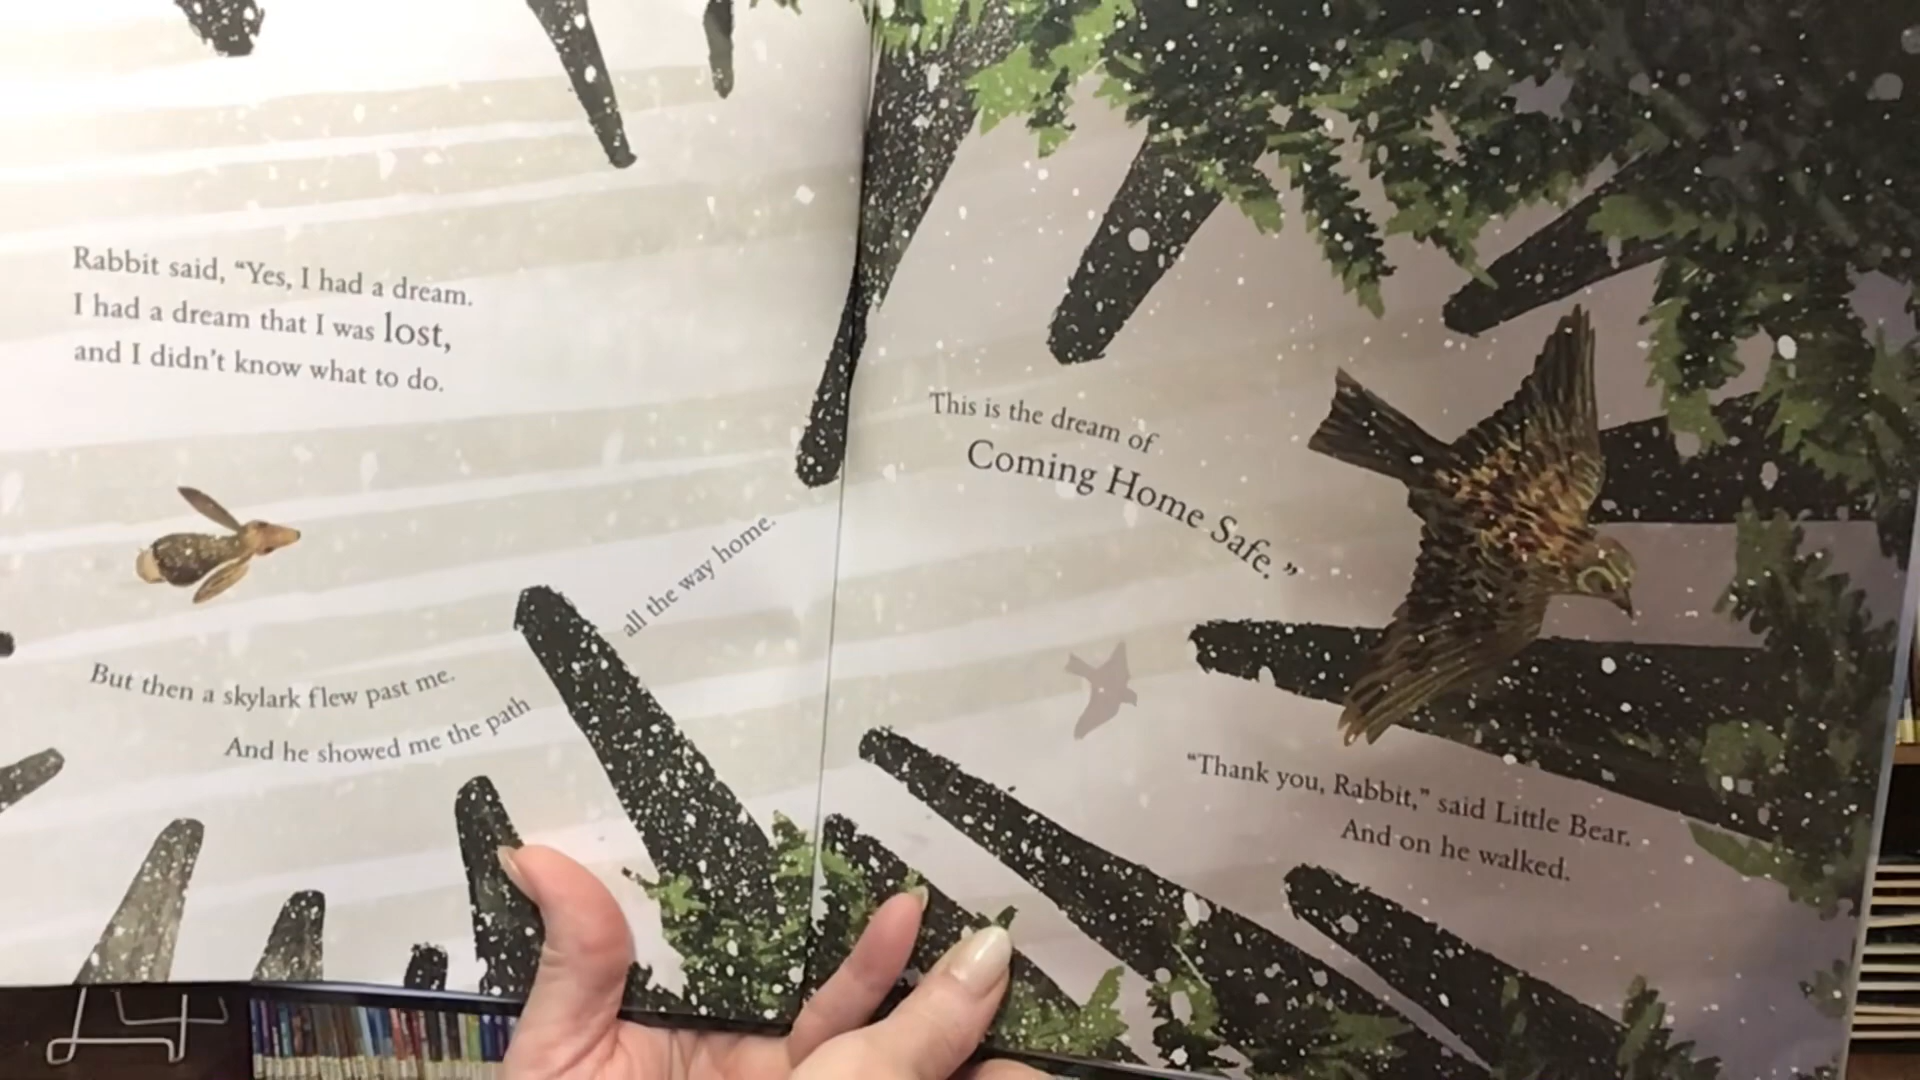 Rabbit said, “Yes, I had a dream.
I had a dream that I was lost,
and I didn’t know what to do.
But then a skylark flew past me.
And he showed me the path
all the way home.
This is the dream of
Coming Home Safe.”
“Thank you, Rabbit,” said Little Bear.
And on he walked.